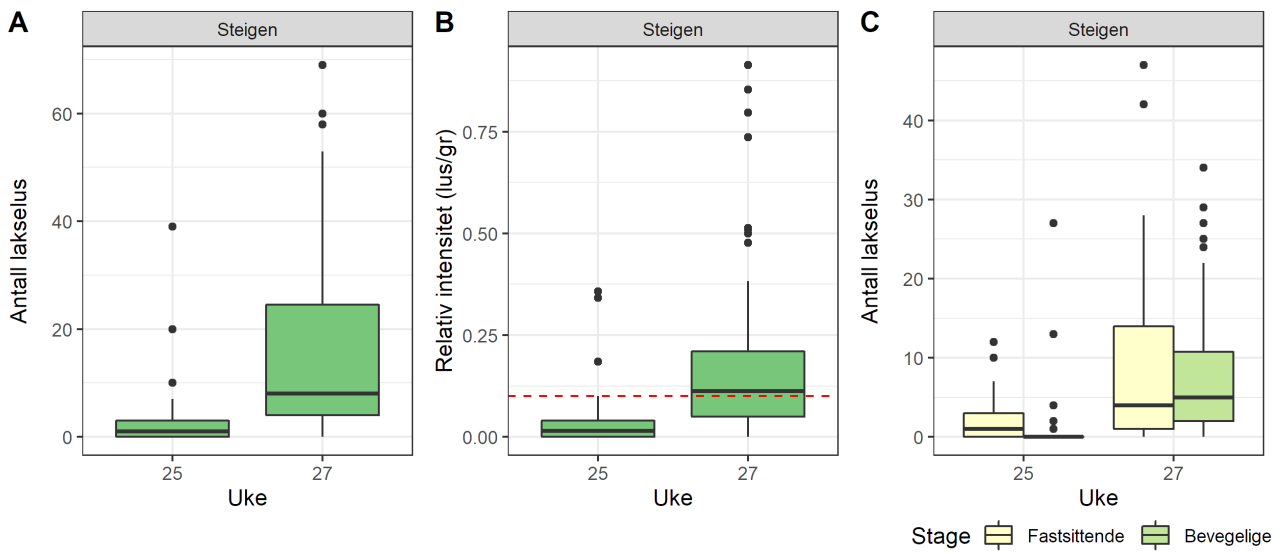 A
Steigen
Antall lakselus
60
40
20
0
25
27
Uke
B
Steigen
Relativ intensitet (lus/gr)
0.75
0.50
0.25
0.00
25
27
Uke
C
Steigen
Antall lakselus
40
30
20
10
0
25
27
Uke
Stage
Fastsittende
Bevegelige